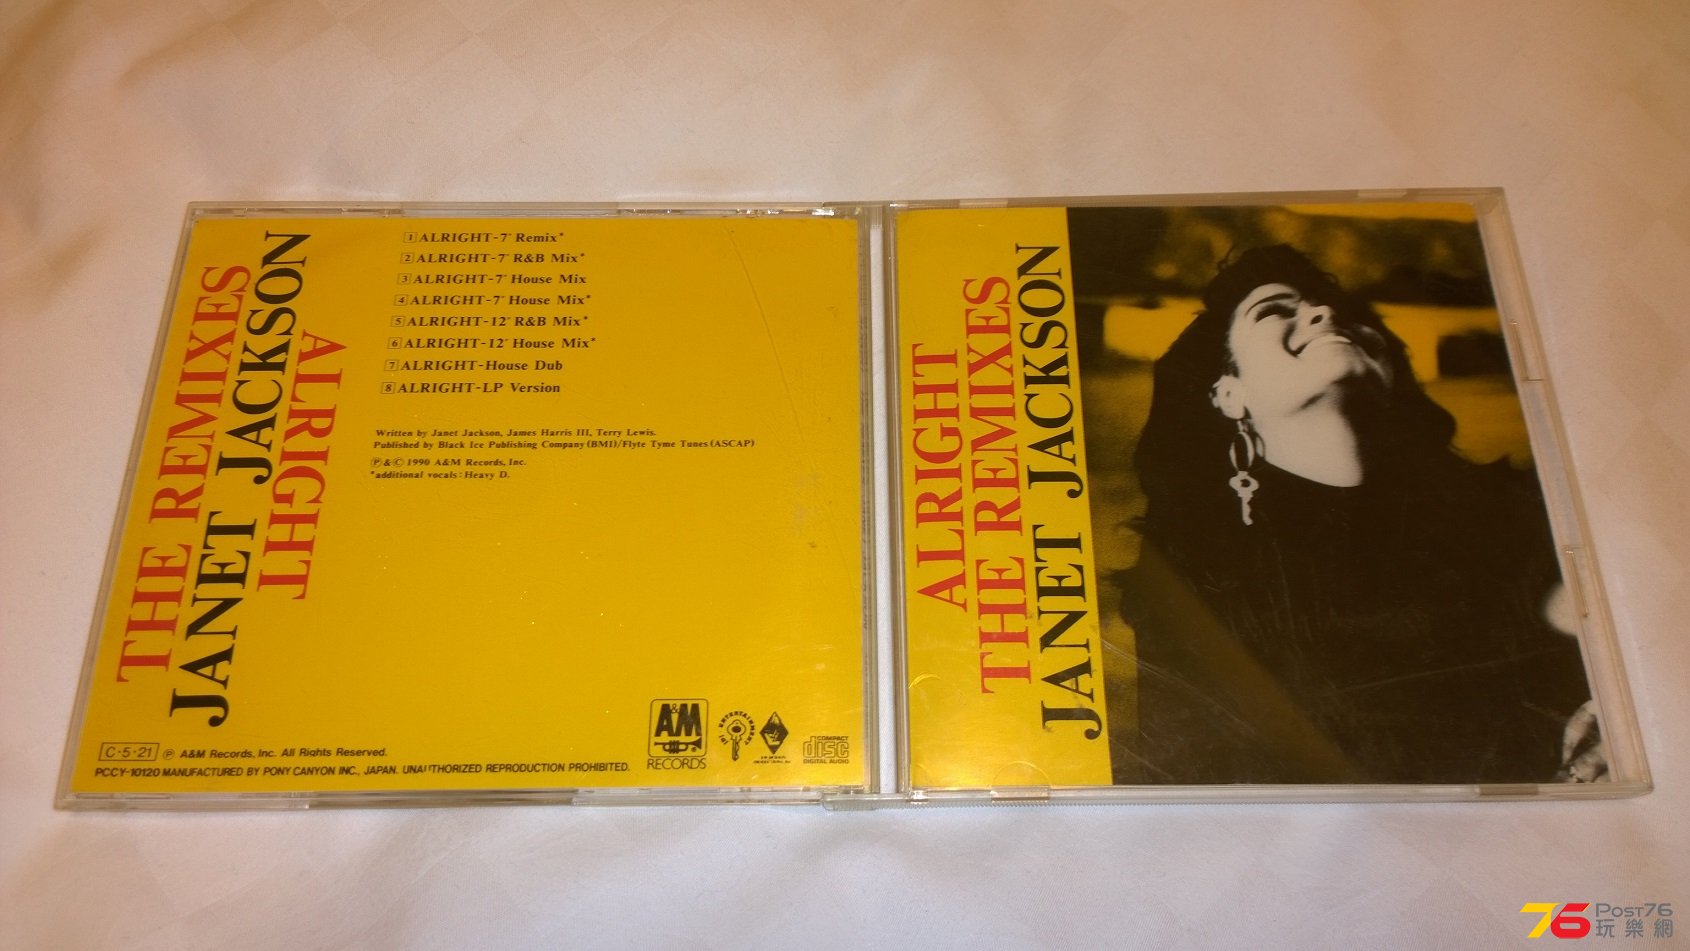 THE REMIXES
JANET JACKSON
ALRIGHT
1 ALRIGHT-7" Remix*
2 ALRIGHT-7" R&B Mix*
3 ALRIGHT-7" House Mix
4 ALRIGHT-7" House Mix*
5 ALRIGHT-12" R&B Mix*
6 ALRIGHT-12" House Mix*
7 ALRIGHT-House Dub
8 ALRIGHT-LP Version
Written by Janet Jackson, James Harris III, Terry Lewis.
Published by Black Ice Publishing Company(BMI)/Flyte Tyme Tunes(ASCAP)
Ⓟ&© 1990 A&M Records, Inc.
*additional vocals: Heavy D.
C·5·21 Ⓟ A&M Records, Inc. All Rights Reserved.
PCCY-10120 MANUFACTURED BY PONY CANYON INC., JAPAN. UNAUTHORIZED REPRODUCTION PROHIBITED.
A&M
RECORDS
ENTERTAINMENT
COMPACT
disc
DIGITAL AUDIO
ALRIGHT
THE REMIXES
JANET JACKSON
76 POST76
玩樂網